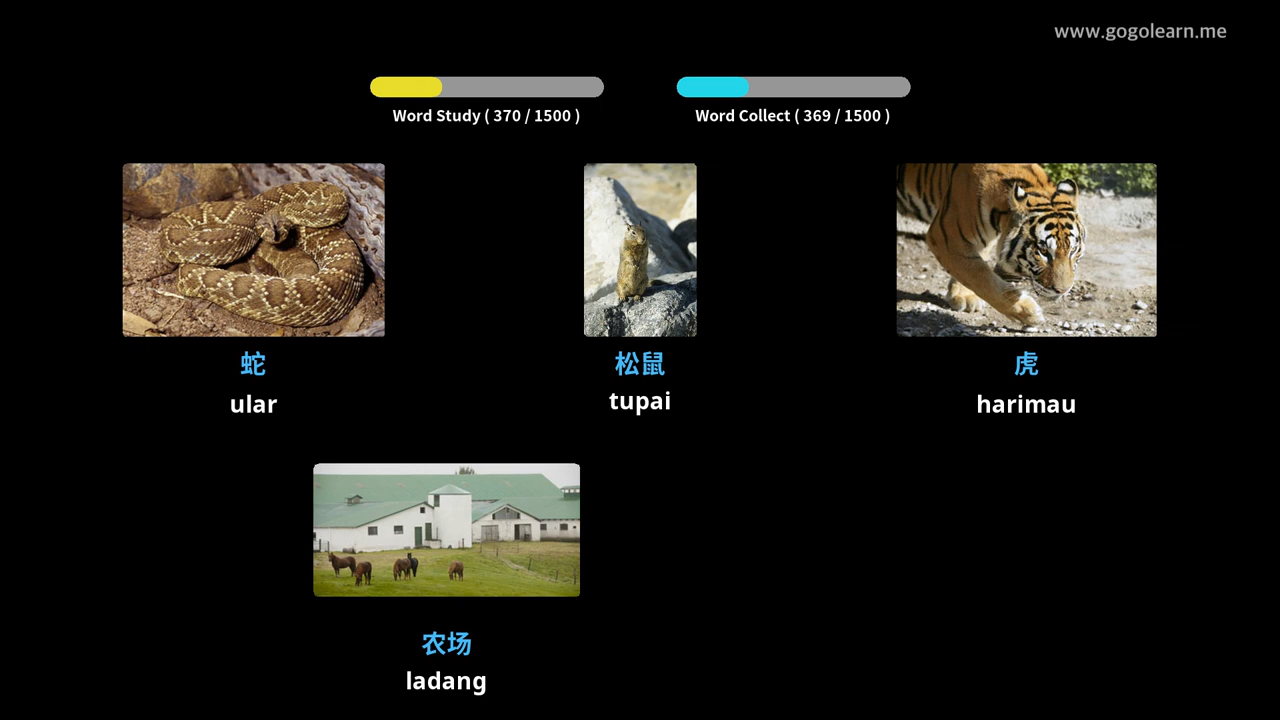 www.gogolearn.me
Word Study ( 370 / 1500 )
Word Collect ( 369 / 1500 )
蛇
ular
松鼠
tupai
虎
harimau
农场
ladang